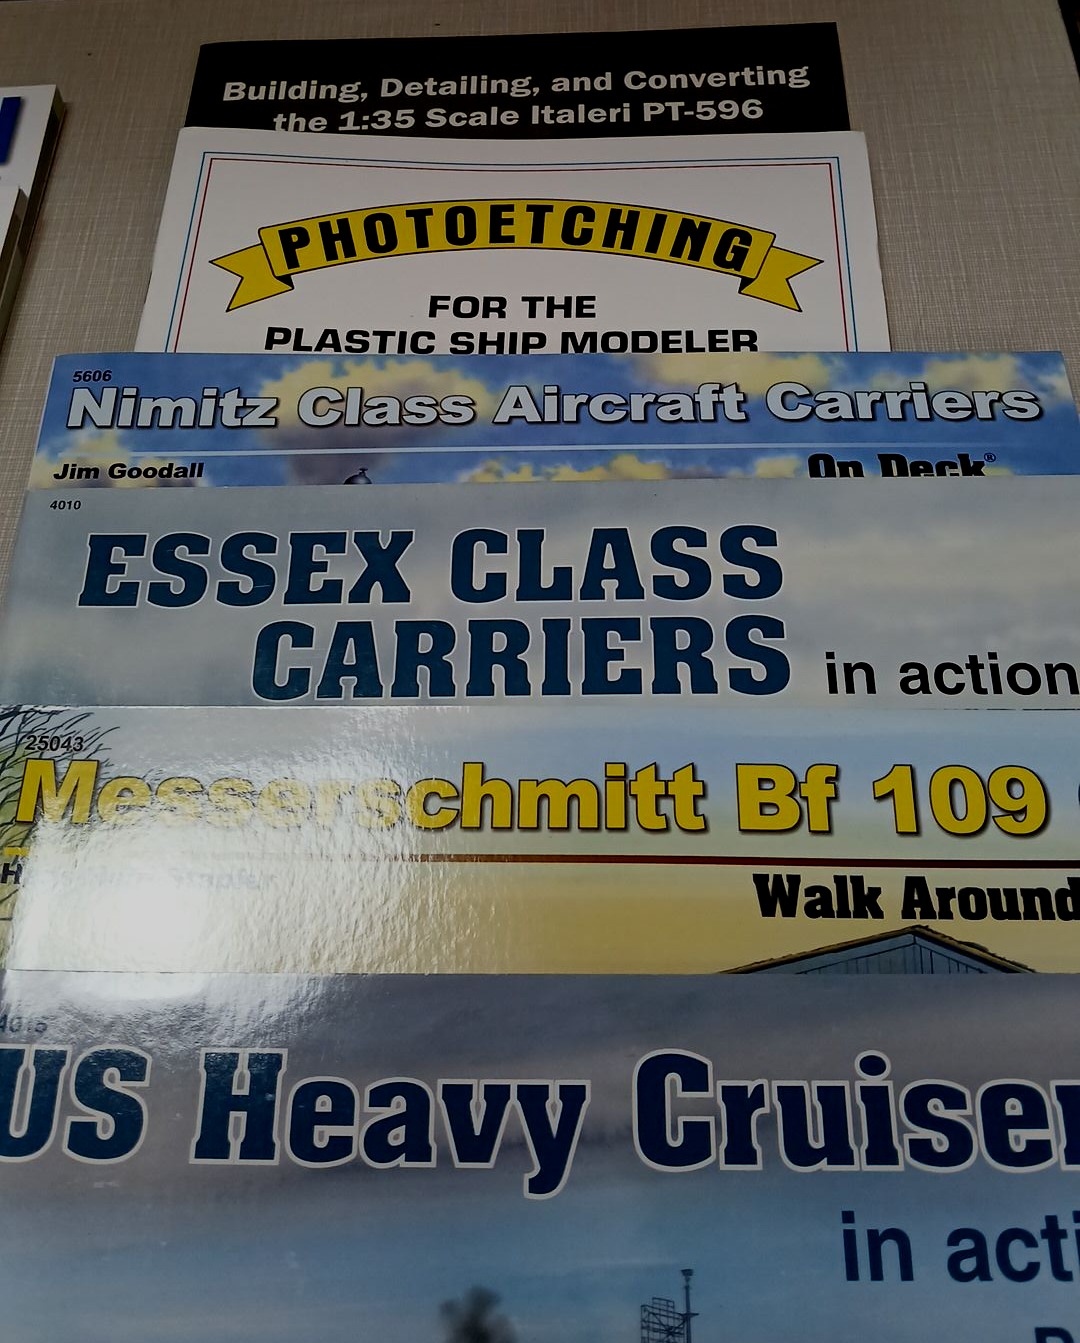 Building, Detailing, and Converting
the 1:35 Scale Italeri PT-596
PHOTOETCHING
FOR THE
PLASTIC SHIP MODELER
5606
Nimitz Class Aircraft Carriers
Jim Goodall
On Deck®
4010
ESSEX CLASS
CARRIERS in action
25043
Messerschmitt Bf 109
Walk Around
4015
US Heavy Cruiser
in acti